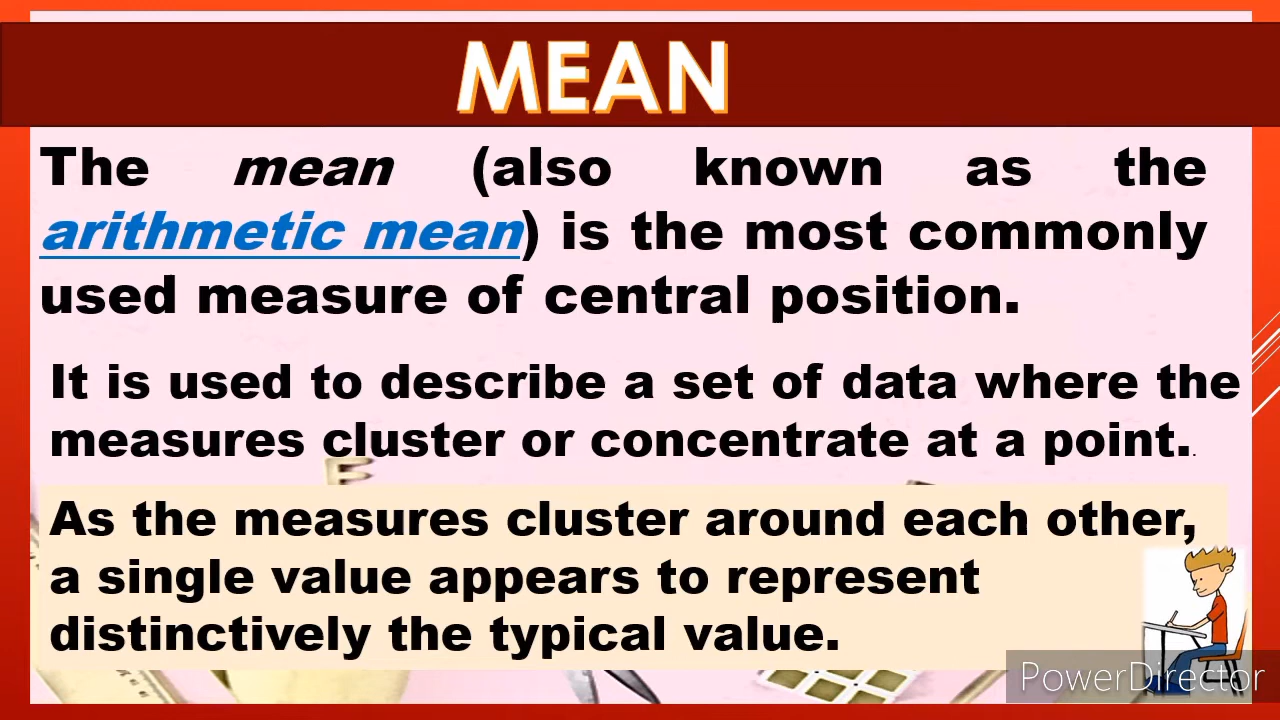 MEAN
The mean (also known as the
arithmetic mean) is the most commonly
used measure of central position.
It is used to describe a set of data where the
measures cluster or concentrate at a point..
As the measures cluster around each other,
a single value appears to represent
distinctively the typical value.
PowerDirector